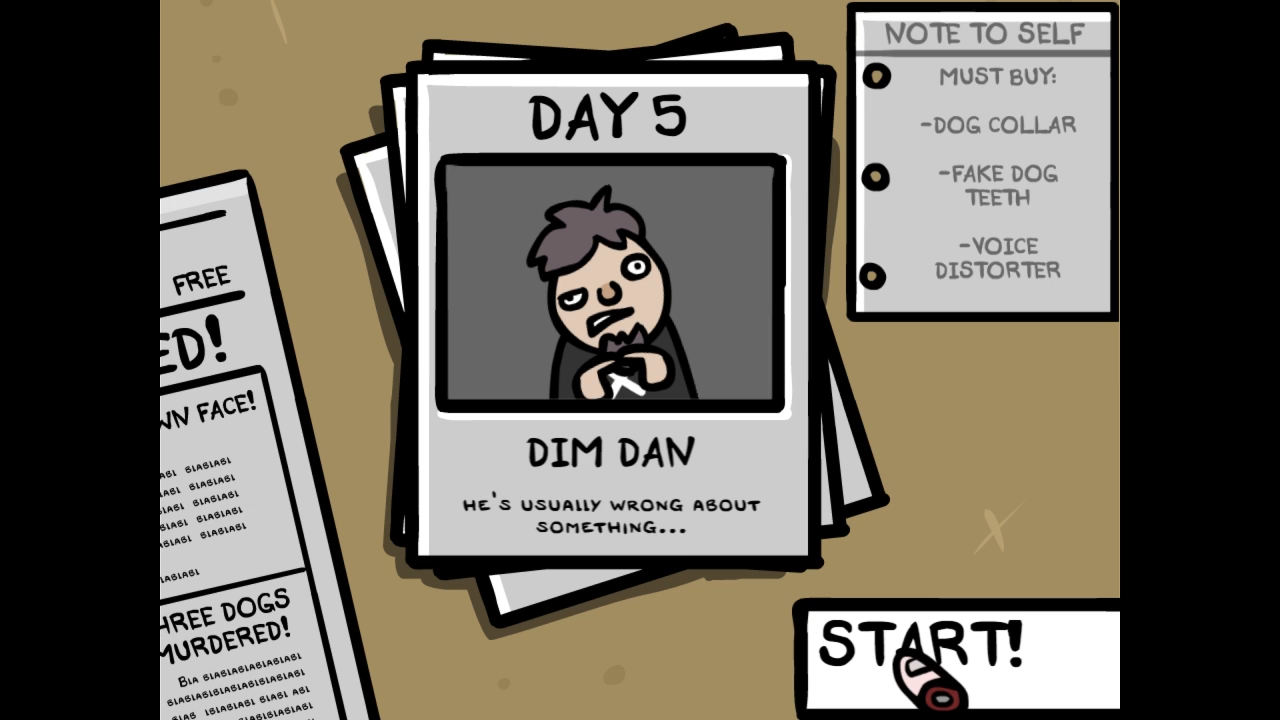 DAY 5
DIM DAN
HE'S USUALLY WRONG ABOUT
SOMETHING...
NOTE TO SELF
MUST BUY:
-DOG COLLAR
-FAKE DOG
TEETH
-VOICE
DISTORTER
FREE
ED!
WN FACE!
HREE DOGS
MURDERED!
START!